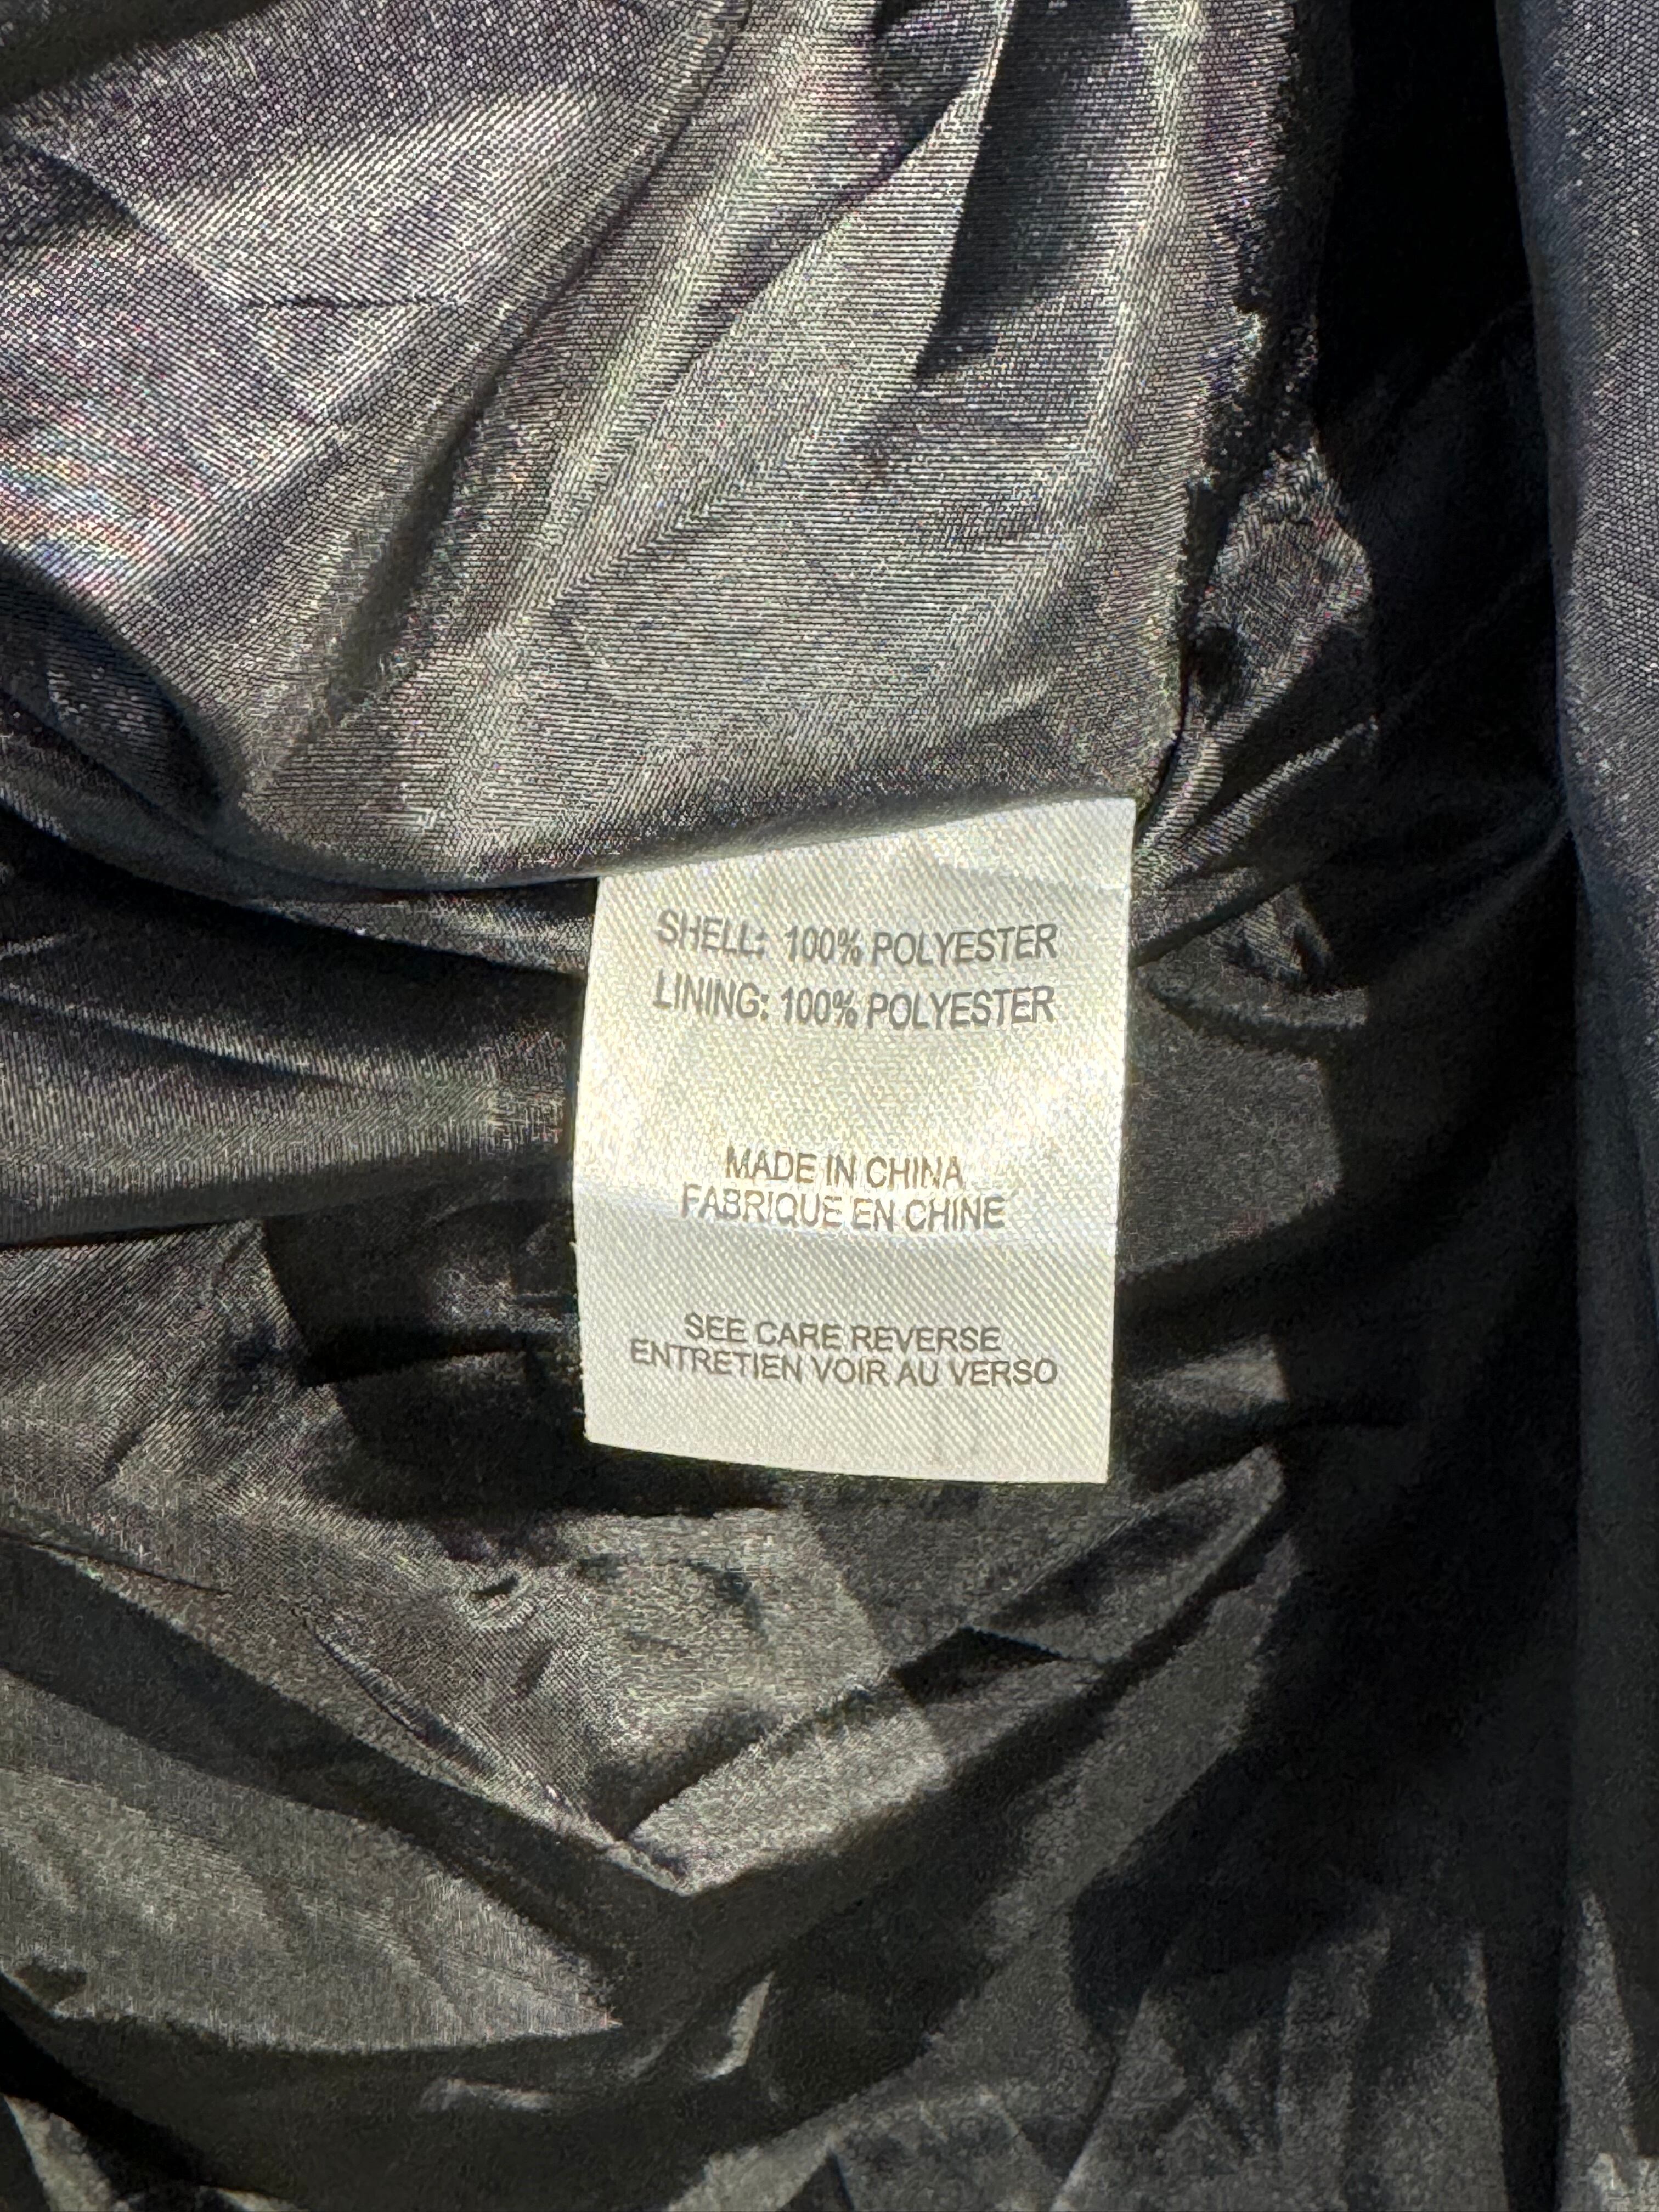 SHELL: 100% POLYESTER
LINING: 100% POLYESTER
MADE IN CHINA
FABRIQUE EN CHINE
SEE CARE REVERSE
ENTRETIEN VOIR AU VERSO